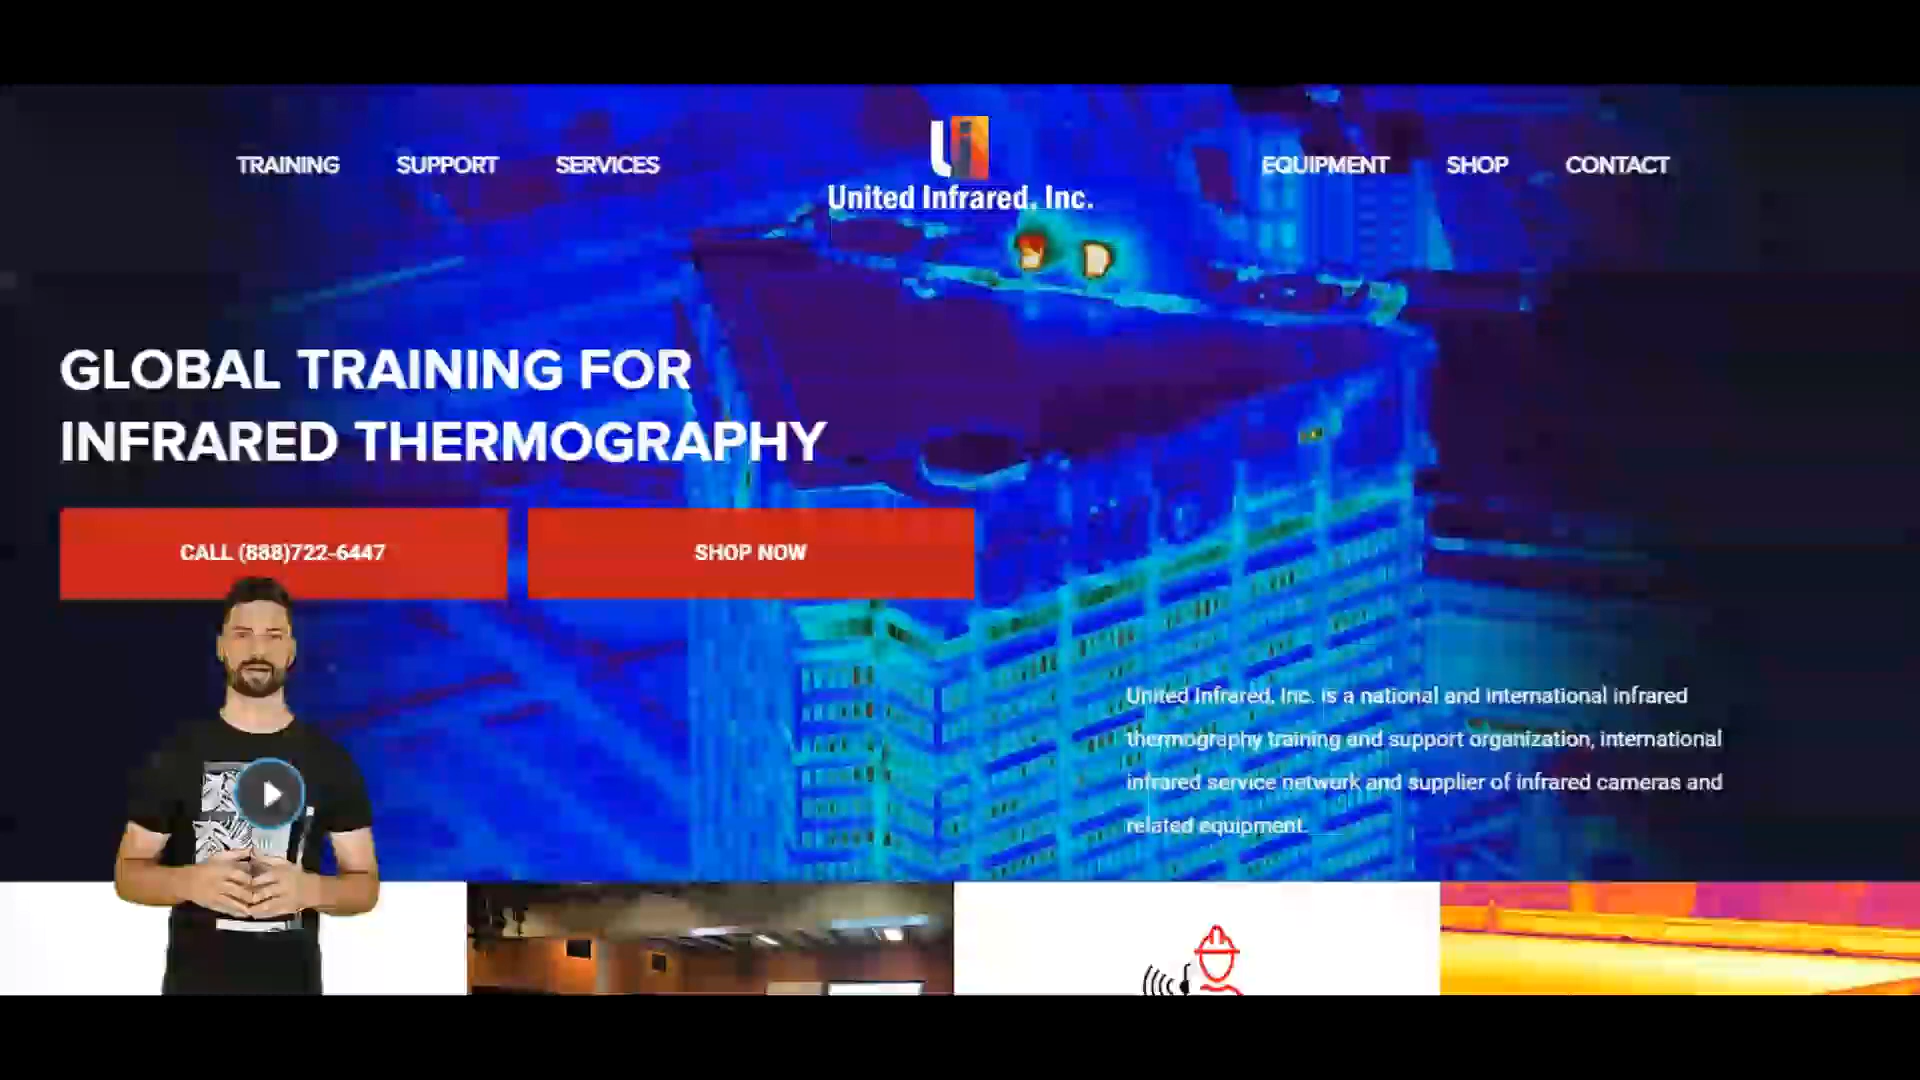 TRAINING SUPPORT SERVICES EQUIPMENT SHOP CONTACT
United Infrared, Inc.
GLOBAL TRAINING FOR
INFRARED THERMOGRAPHY
CALL (888)722-6447 SHOP NOW
United Infrared, Inc. is a national and international infrared
thermography training and support organization, international
infrared service network and supplier of infrared cameras and
related equipment.